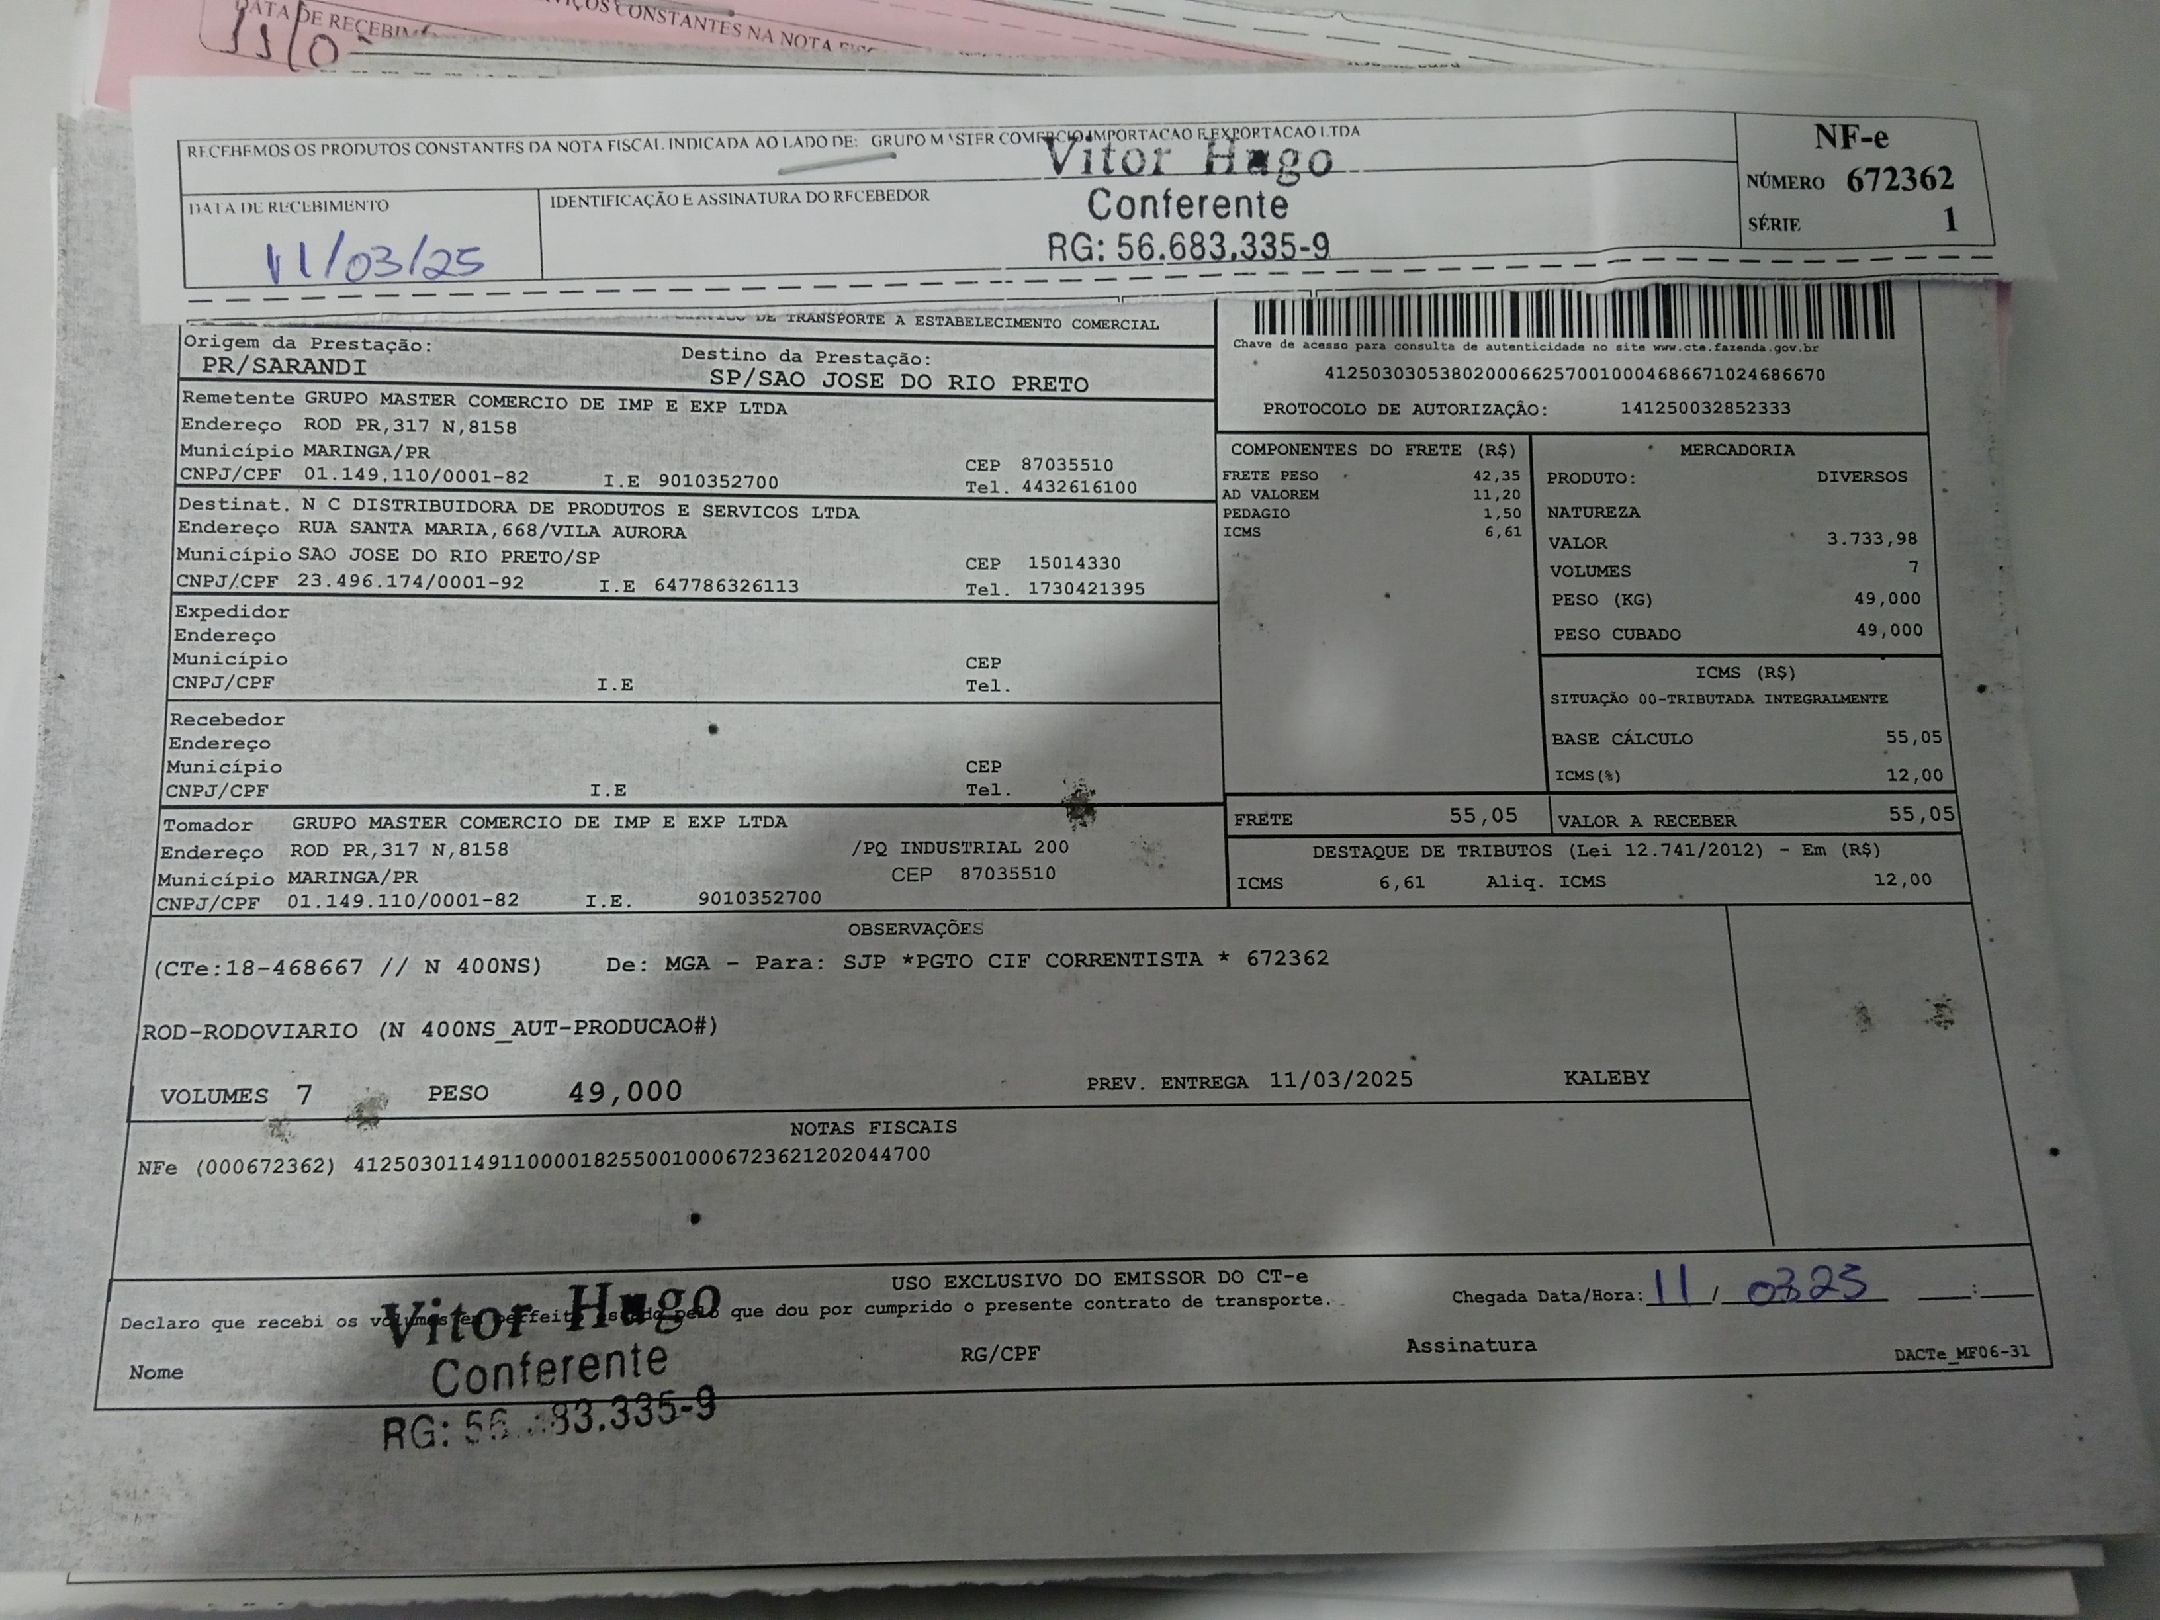 DATA DE RECEBIM
CONSTANTES NA NOTA
11/0
RECEBEMOS OS PRODUTOS CONSTANTES DA NOTA FISCAL INDICADA AO LADO DE: GRUPO MASTER COMERCIO IMPORTACAO E EXPORTACAO LTDA
NF-e
NÚMERO 672362
SÉRIE 1
DATA DE RECEBIMENTO
11/03/25
IDENTIFICAÇÃO E ASSINATURA DO RECEBEDOR
Vitor Hugo
Conferente
RG: 56.683.335-9
DE TRANSPORTE A ESTABELECIMENTO COMERCIAL
Origem da Prestação:
PR/SARANDI
Destino da Prestação:
SP/SAO JOSE DO RIO PRETO
Chave de acesso para consulta de autenticidade no site www.cte.fazenda.gov.br
41250303053802000662570010004686671024686670
PROTOCOLO DE AUTORIZAÇÃO: 141250032852333
Remetente GRUPO MASTER COMERCIO DE IMP E EXP LTDA
Endereço ROD PR,317 N,8158
Município MARINGA/PR CEP 87035510
CNPJ/CPF 01.149.110/0001-82 I.E 9010352700 Tel. 4432616100
Destinat. N C DISTRIBUIDORA DE PRODUTOS E SERVICOS LTDA
Endereço RUA SANTA MARIA,668/VILA AURORA
Município SAO JOSE DO RIO PRETO/SP CEP 15014330
CNPJ/CPF 23.496.174/0001-92 I.E 647786326113 Tel. 1730421395
Expedidor
Endereço
Município CEP
CNPJ/CPF I.E Tel.
Recebedor
Endereço
Município CEP
CNPJ/CPF I.E Tel.
Tomador GRUPO MASTER COMERCIO DE IMP E EXP LTDA
Endereço ROD PR,317 N,8158 /PQ INDUSTRIAL 200
Município MARINGA/PR CEP 87035510
CNPJ/CPF 01.149.110/0001-82 I.E. 9010352700
COMPONENTES DO FRETE (R$)
FRETE PESO 42,35
AD VALOREM 11,20
PEDAGIO 1,50
ICMS 6,61
MERCADORIA
PRODUTO: DIVERSOS
NATUREZA
VALOR 3.733,98
VOLUMES 7
PESO (KG) 49,000
PESO CUBADO 49,000
ICMS (R$)
SITUAÇÃO 00-TRIBUTADA INTEGRALMENTE
BASE CÁLCULO 55,05
ICMS(%) 12,00
FRETE 55,05 VALOR A RECEBER 55,05
DESTAQUE DE TRIBUTOS (Lei 12.741/2012) - Em (R$)
ICMS 6,61 Aliq. ICMS 12,00
OBSERVAÇÕES
(CTe:18-468667 // N 400NS) De: MGA - Para: SJP *PGTO CIF CORRENTISTA * 672362
ROD-RODOVIARIO (N 400NS_AUT-PRODUCAO#)
VOLUMES 7 PESO 49,000 PREV. ENTREGA 11/03/2025 KALEBY
NOTAS FISCAIS
NFe (000672362) 41250301149110000182550010006723621202044700
USO EXCLUSIVO DO EMISSOR DO CT-e
Declaro que recebi os volumes em perfeito estado pelo que dou por cumprido o presente contrato de transporte.
Chegada Data/Hora: 11 / 0325 :
Vitor Hugo
Conferente
RG: 56. 83.335-9
Nome RG/CPF Assinatura
DACTe_MF06-31